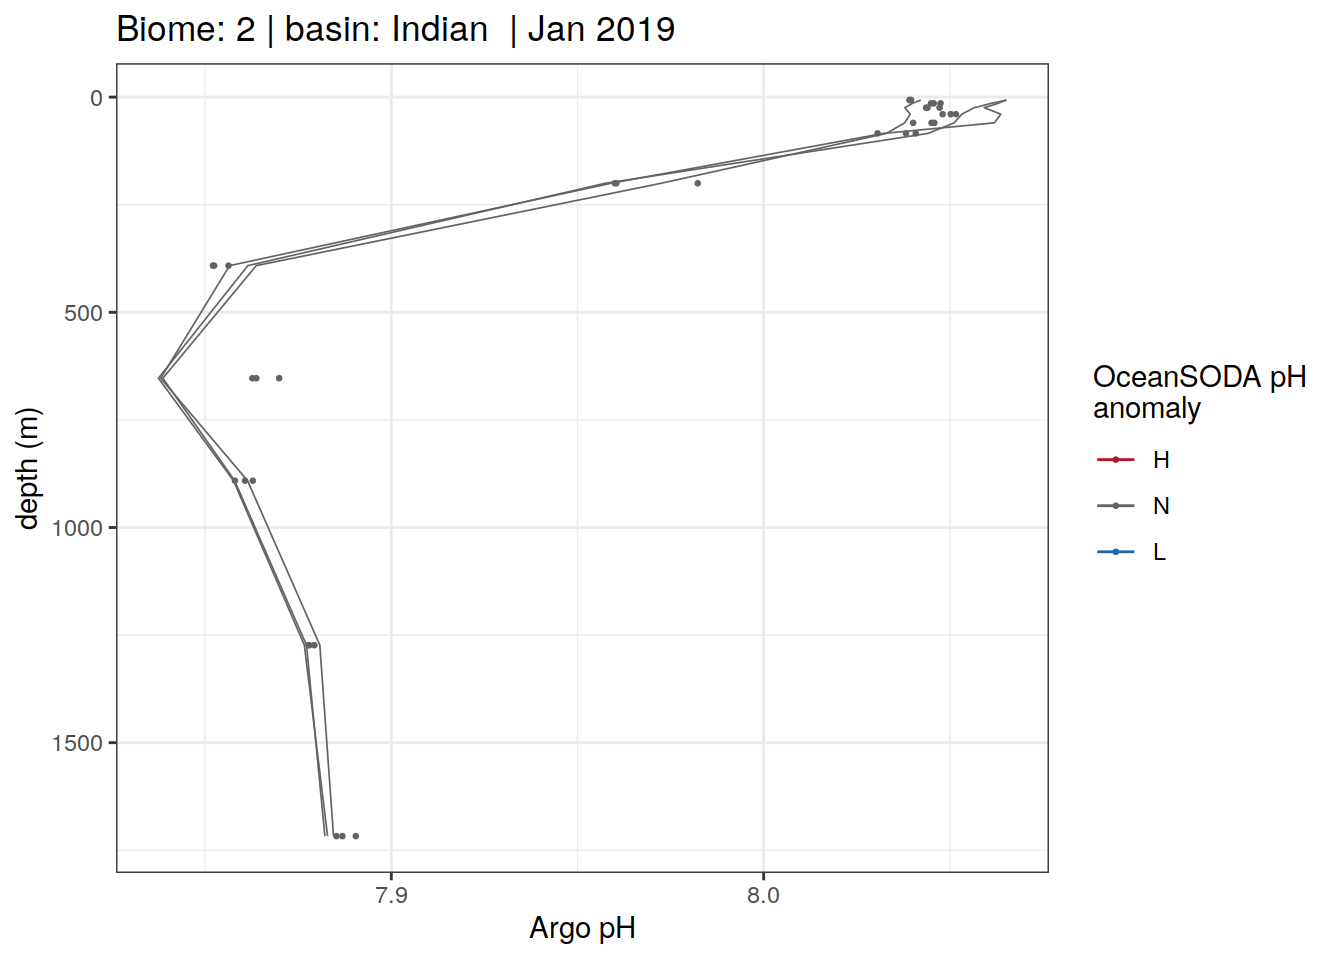 Biome: 2 | basin: Indian  | Jan 2019
0
500
1000
1500
depth (m)
7.9
8.0
Argo pH
OceanSODA pH
anomaly
H
N
L